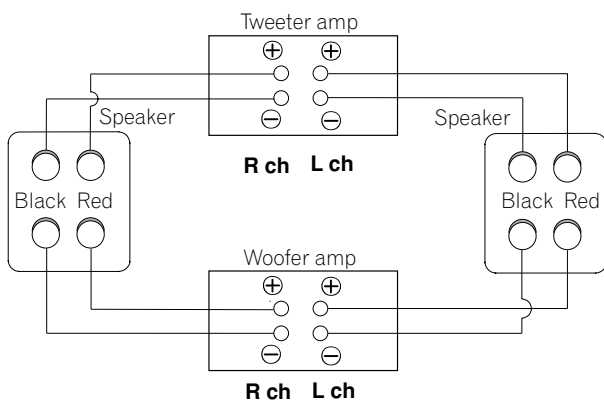 Tweeter amp
⊕ ⊕
Speaker
Speaker
⊖ ⊖
R ch L ch
Black Red
Black Red
Woofer amp
⊕ ⊕
⊖ ⊖
R ch L ch